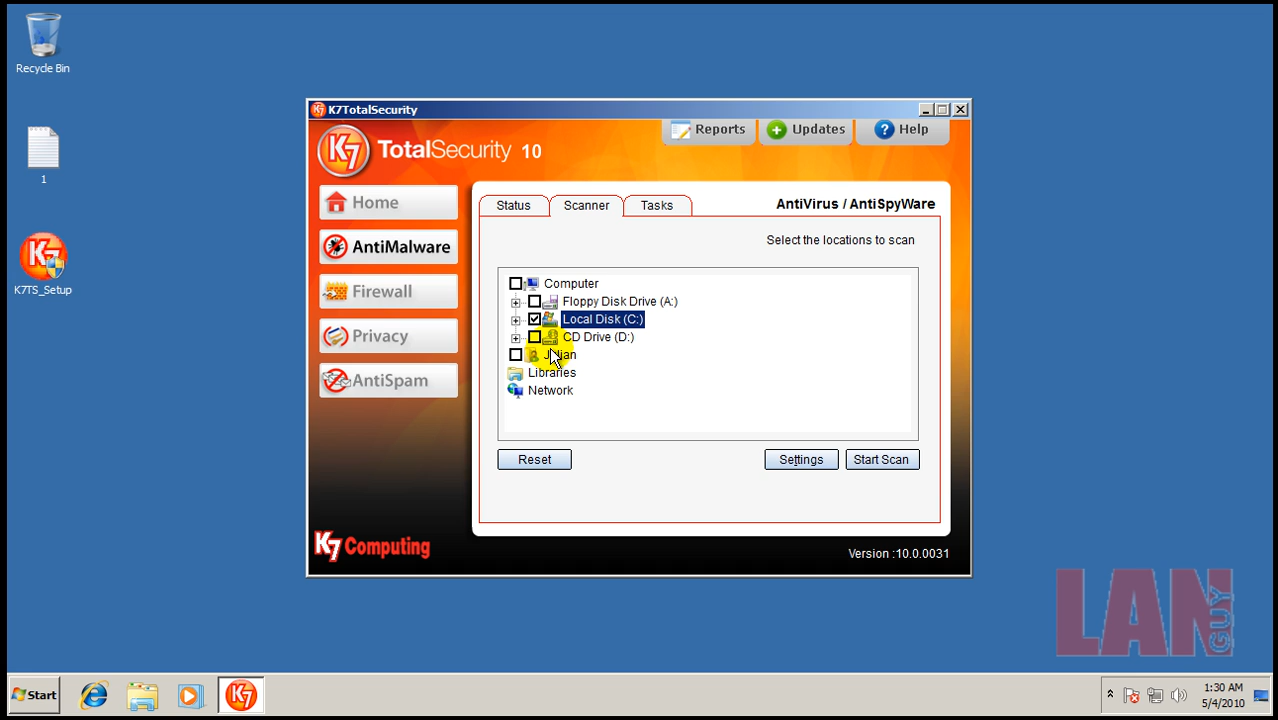 Recycle Bin
1
K7TS_Setup
K7TotalSecurity
Reports
Updates
Help
K7 TotalSecurity 10
Home
AntiMalware
Firewall
Privacy
AntiSpam
Status
Scanner
Tasks
AntiVirus / AntiSpyWare
Select the locations to scan
Computer
Floppy Disk Drive (A:)
Local Disk (C:)
CD Drive (D:)
Libraries
Network
Reset
Settings
Start Scan
K7 Computing
Version :10.0.0031
LAN GUY
Start
K7
1:30 AM
5/4/2010